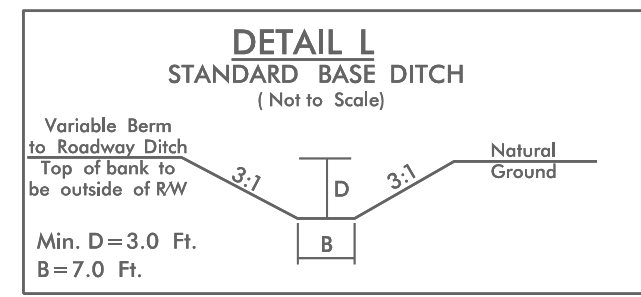 DETAIL L
STANDARD BASE DITCH
( Not to Scale)
Variable Berm
to Roadway Ditch
Top of bank to
be outside of R/W
3:1
D
3:1
Natural
Ground
B
Min. D=3.0 Ft.
B=7.0 Ft.